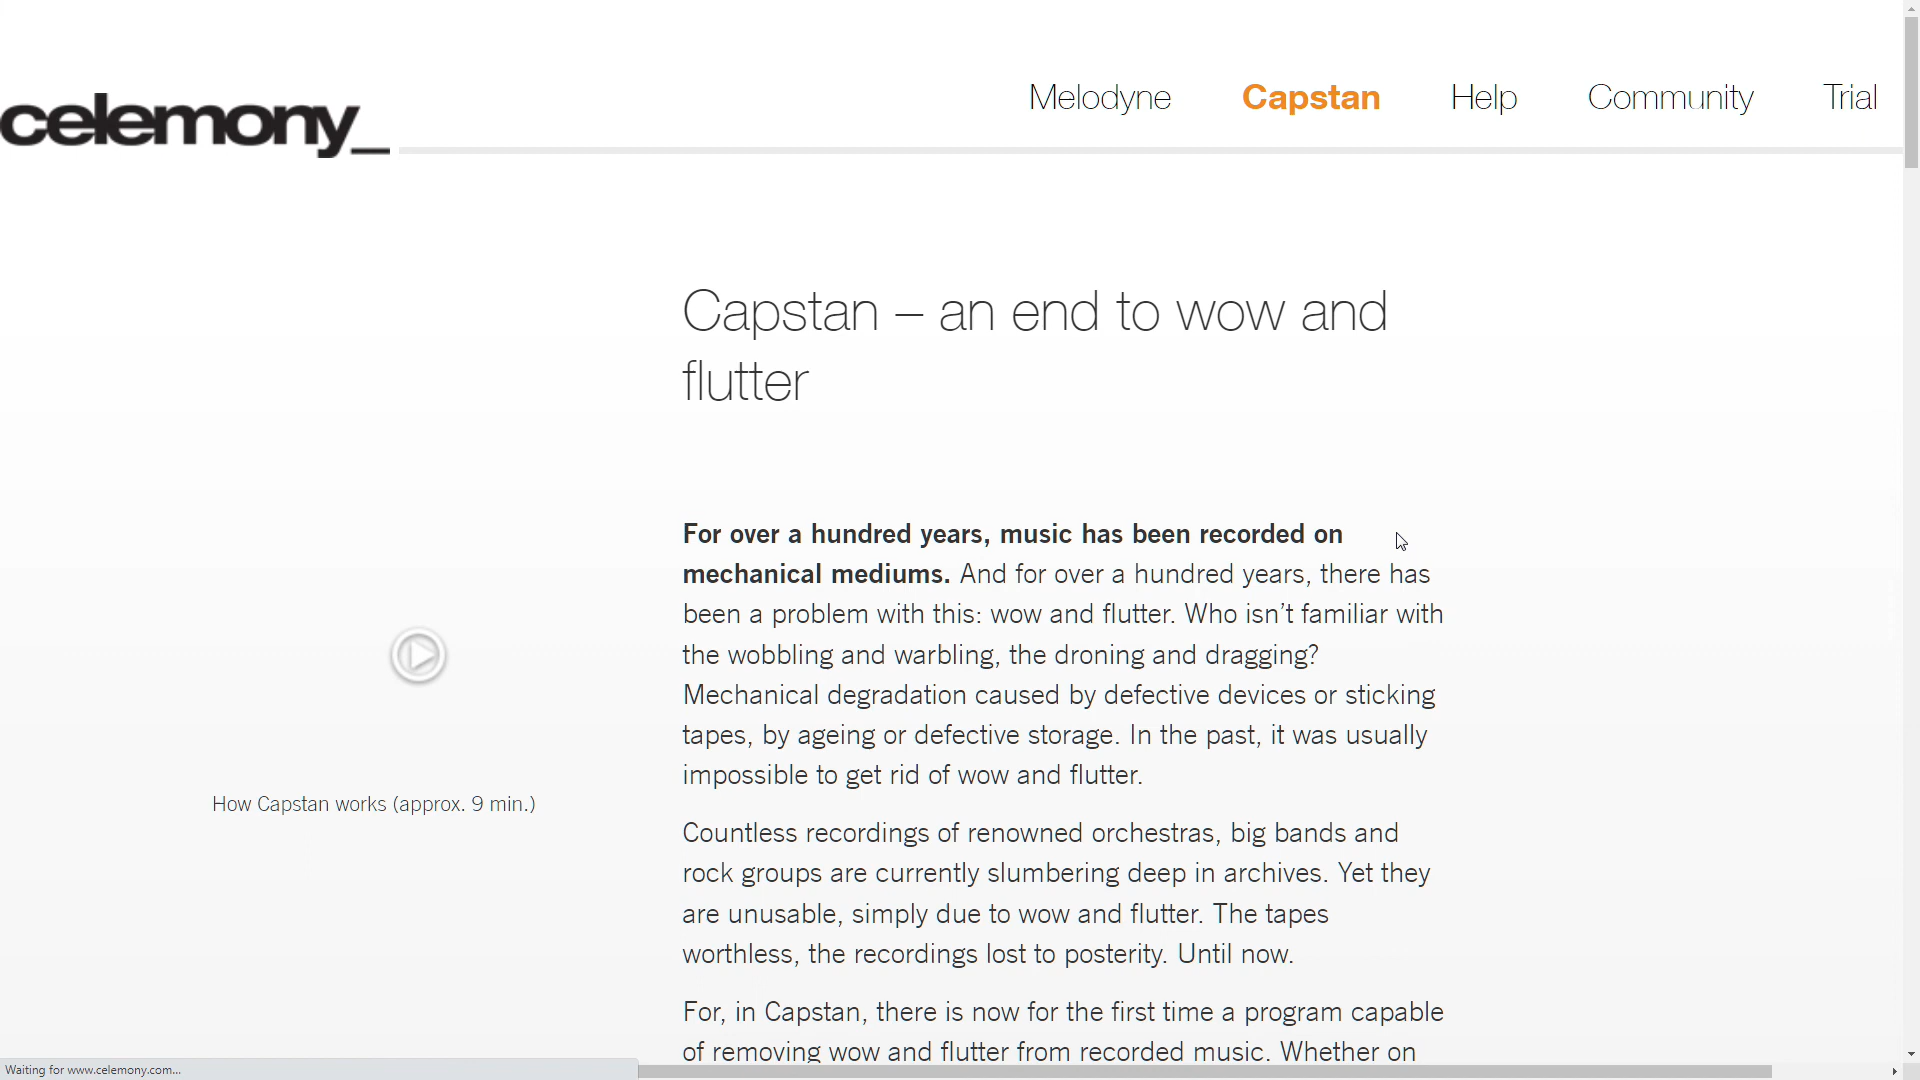 celemony_
Melodyne Capstan Help Community Trial
Capstan – an end to wow and
flutter
For over a hundred years, music has been recorded on
mechanical mediums. And for over a hundred years, there has
been a problem with this: wow and flutter. Who isn’t familiar with
the wobbling and warbling, the droning and dragging?
Mechanical degradation caused by defective devices or sticking
tapes, by ageing or defective storage. In the past, it was usually
impossible to get rid of wow and flutter.
How Capstan works (approx. 9 min.)
Countless recordings of renowned orchestras, big bands and
rock groups are currently slumbering deep in archives. Yet they
are unusable, simply due to wow and flutter. The tapes
worthless, the recordings lost to posterity. Until now.
For, in Capstan, there is now for the first time a program capable
of removing wow and flutter from recorded music. Whether on
Waiting for www.celemony.com...